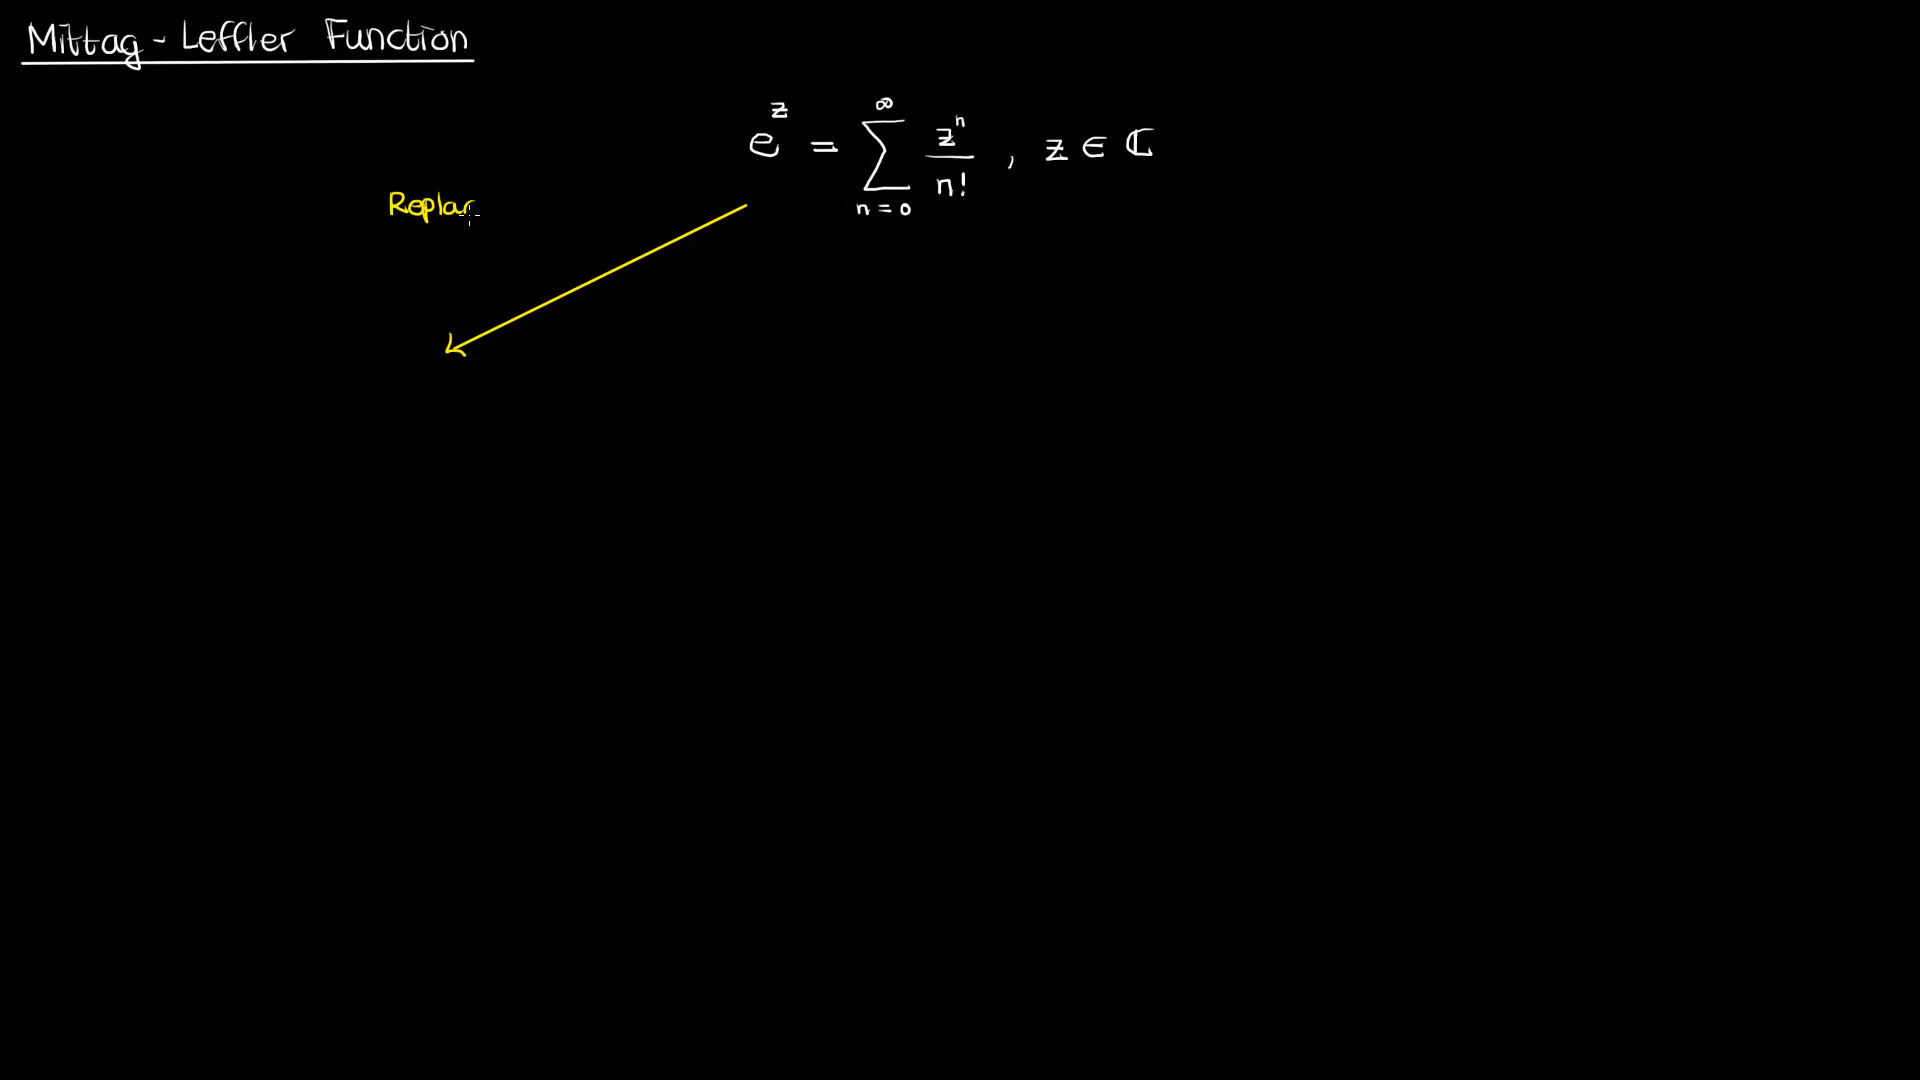 Mittag-Leffler Function
e^z = ∑_{n=0}^{∞} z^n / n! , z ∈ ℂ
Replac